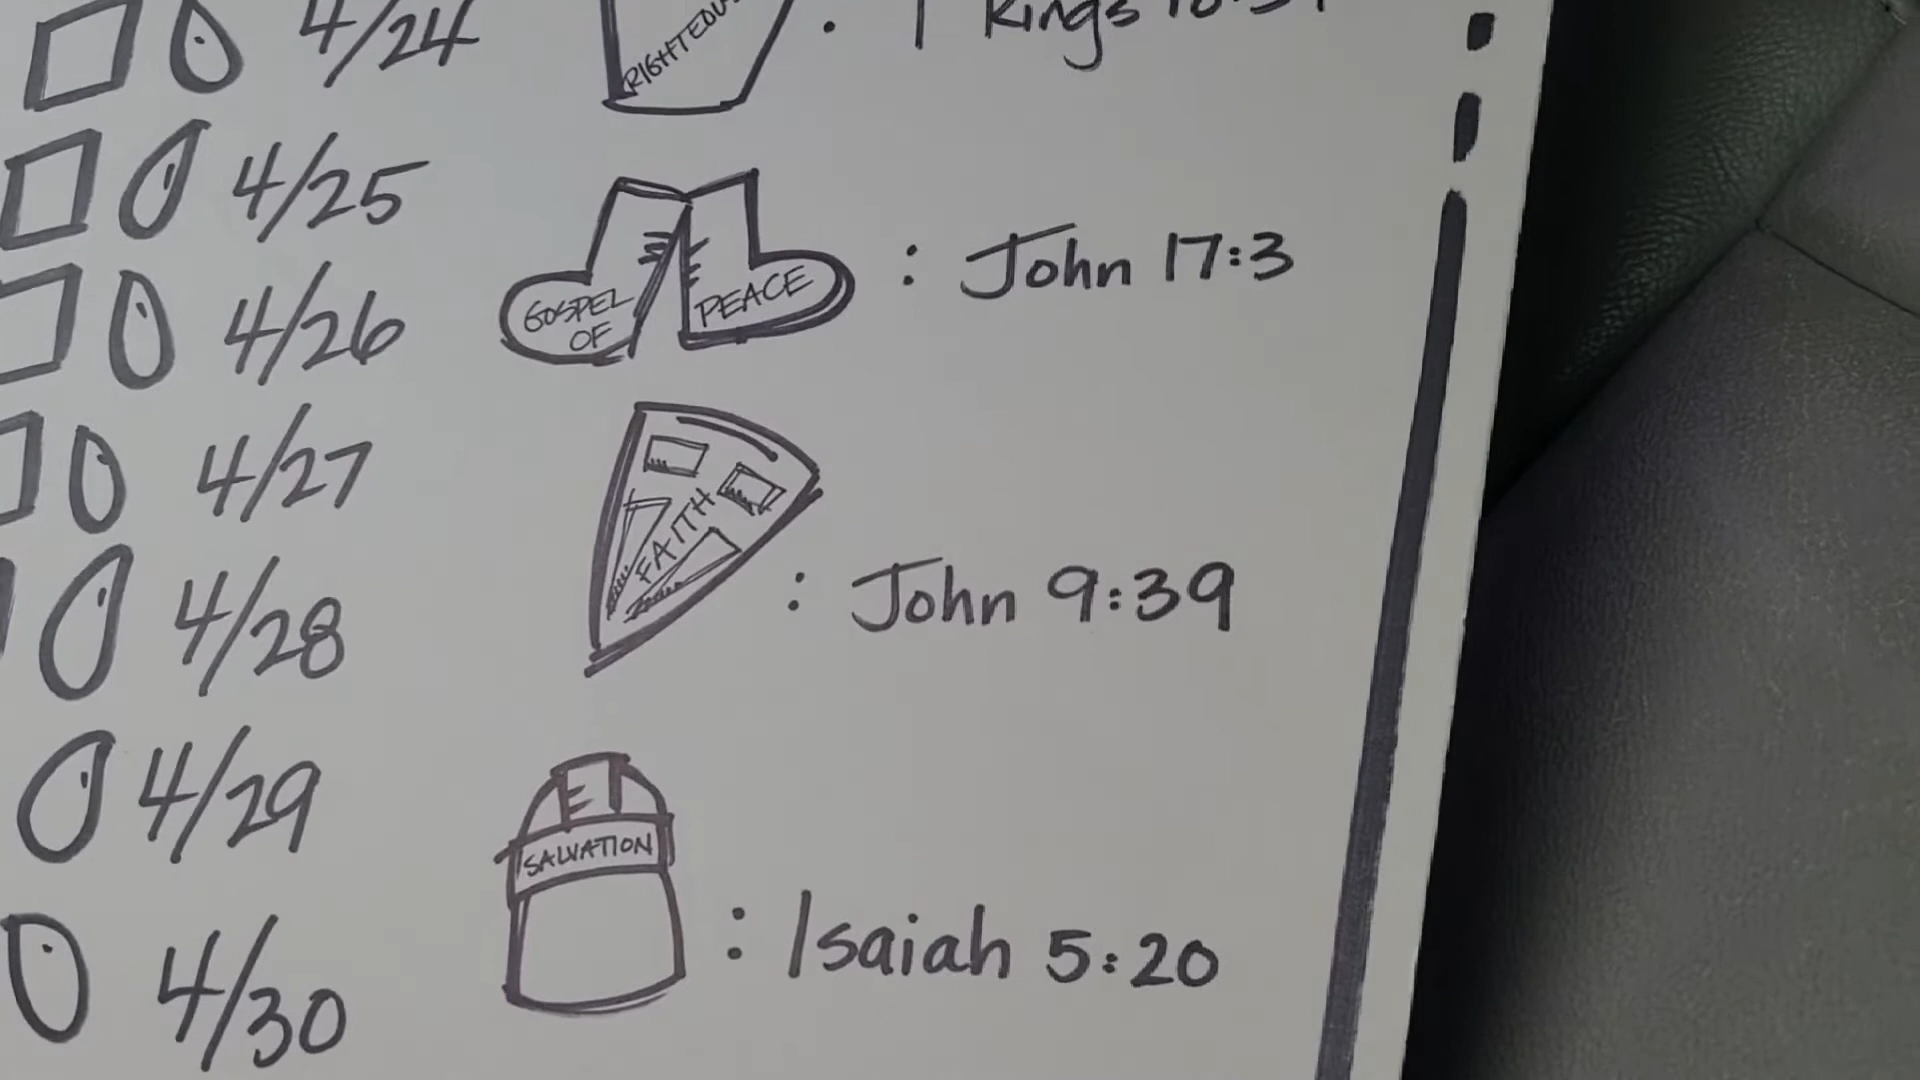 4/24
RIGHTEOU
: 1 Kings
4/25
GOSPEL OF PEACE : John 17:3
4/26
4/27
FAITH : John 9:39
4/28
4/29
SALVATION : Isaiah 5:20
4/30